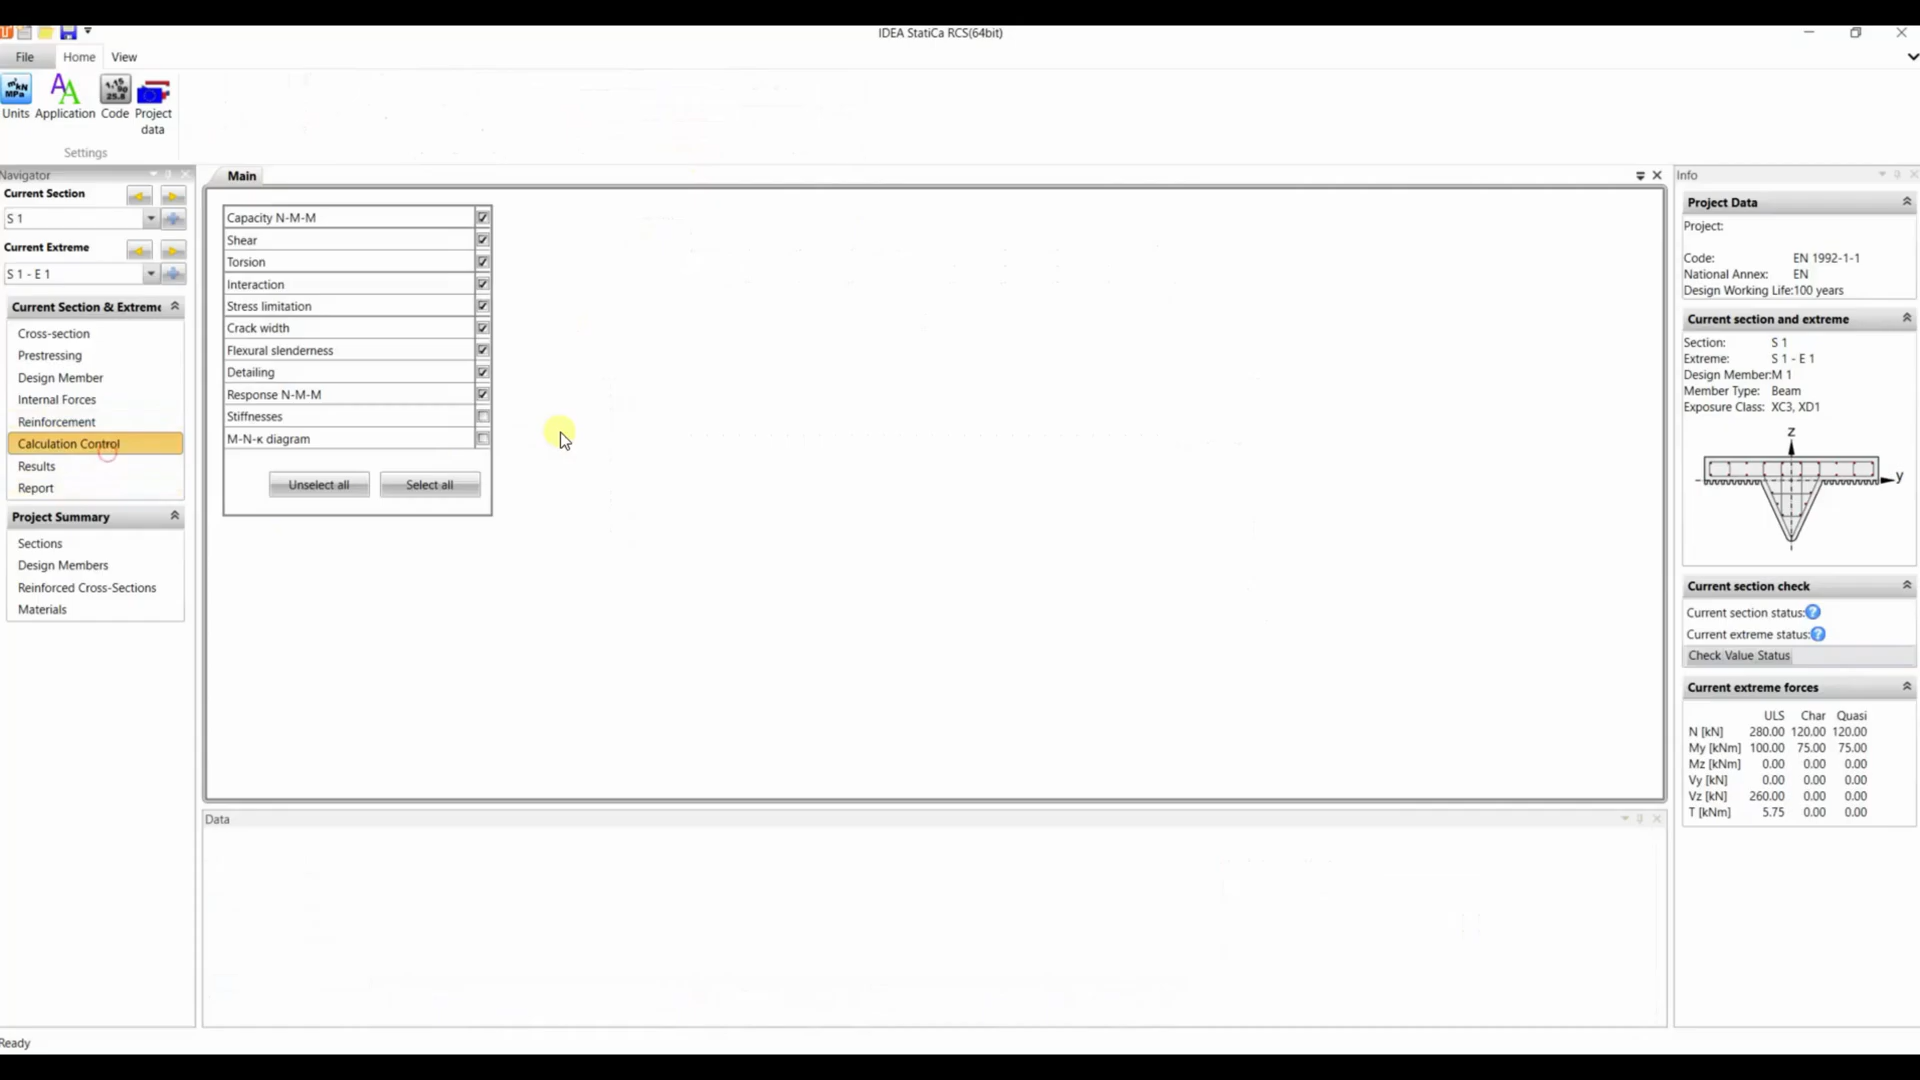 IDEA StatiCa RCS(64bit)
File Home View
m kN MPa
1.15 90 25.8
Units Application Code Project data
Settings
Navigator
Current Section
S 1
Current Extreme
S 1 - E 1
Current Section & Extreme
Cross-section
Prestressing
Design Member
Internal Forces
Reinforcement
Calculation Control
Results
Report
Project Summary
Sections
Design Members
Reinforced Cross-Sections
Materials
Main
Capacity N-M-M
Shear
Torsion
Interaction
Stress limitation
Crack width
Flexural slenderness
Detailing
Response N-M-M
Stiffnesses
M-N-κ diagram
Unselect all Select all
Data
Info
Project Data
Project:
Code: EN 1992-1-1
National Annex: EN
Design Working Life:100 years
Current section and extreme
Section: S 1
Extreme: S 1 - E 1
Design Member:M 1
Member Type: Beam
Exposure Class: XC3, XD1
z
y
Current section check
Current section status:?
Current extreme status:?
Check Value Status
Current extreme forces
ULS Char Quasi
N [kN] 280.00 120.00 120.00
My [kNm] 100.00 75.00 75.00
Mz [kNm] 0.00 0.00 0.00
Vy [kN] 0.00 0.00 0.00
Vz [kN] 260.00 0.00 0.00
T [kNm] 5.75 0.00 0.00
Ready